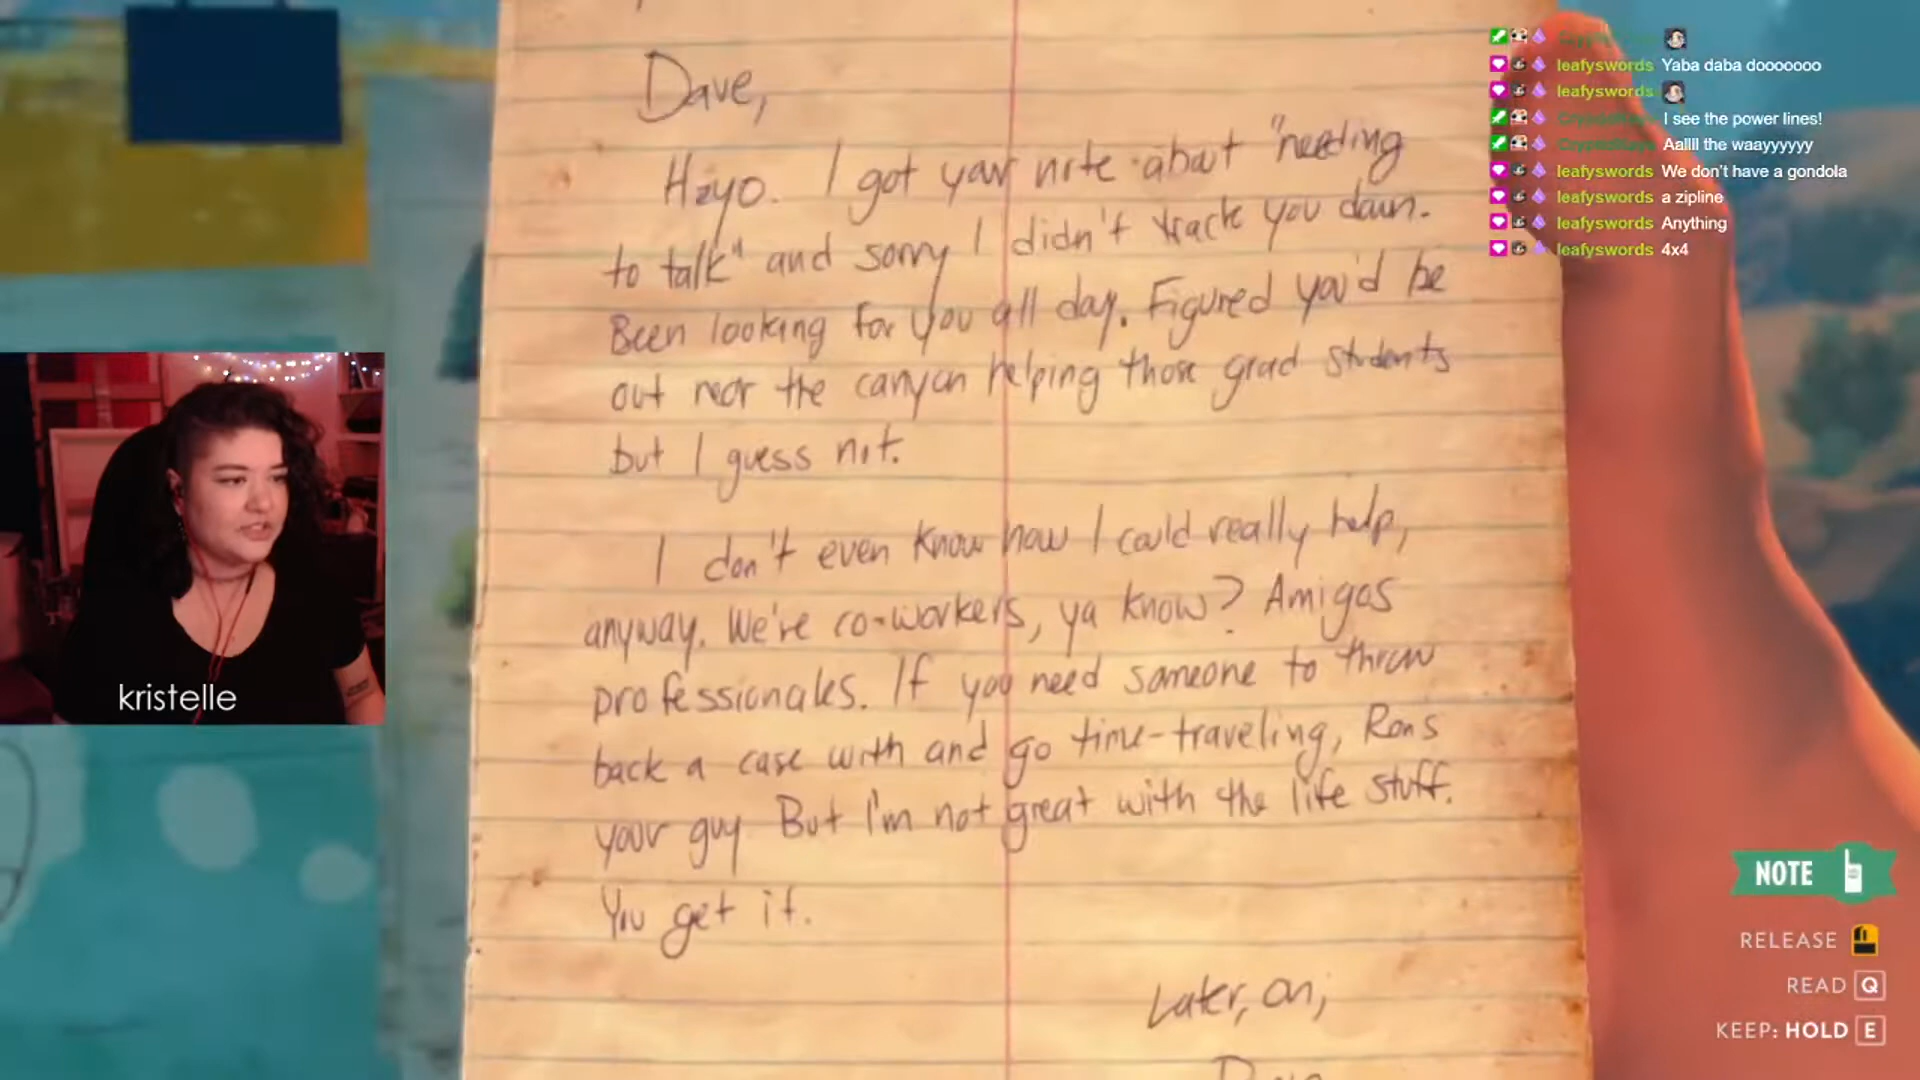 Dave,
Heyo. I got your note about "needing
to talk" and sorry I didn't track you down.
Been looking for you all day. Figured you'd be
out near the canyon helping those grad students
but I guess not.
I don't even know how I could really help,
anyway. We're co-workers, ya know? Amigos
professionales. If you need someone to throw
back a case with and go time-traveling, Ron's
your guy. But I'm not great with the life stuff.
You get it.
Later, on,
kristelle
leafyswords Yaba daba dooooooo
leafyswords
I see the power lines!
Aallll the waayyyyyy
leafyswords We don't have a gondola
leafyswords a zipline
leafyswords Anything
leafyswords 4x4
NOTE
RELEASE
READ Q
KEEP: HOLD E